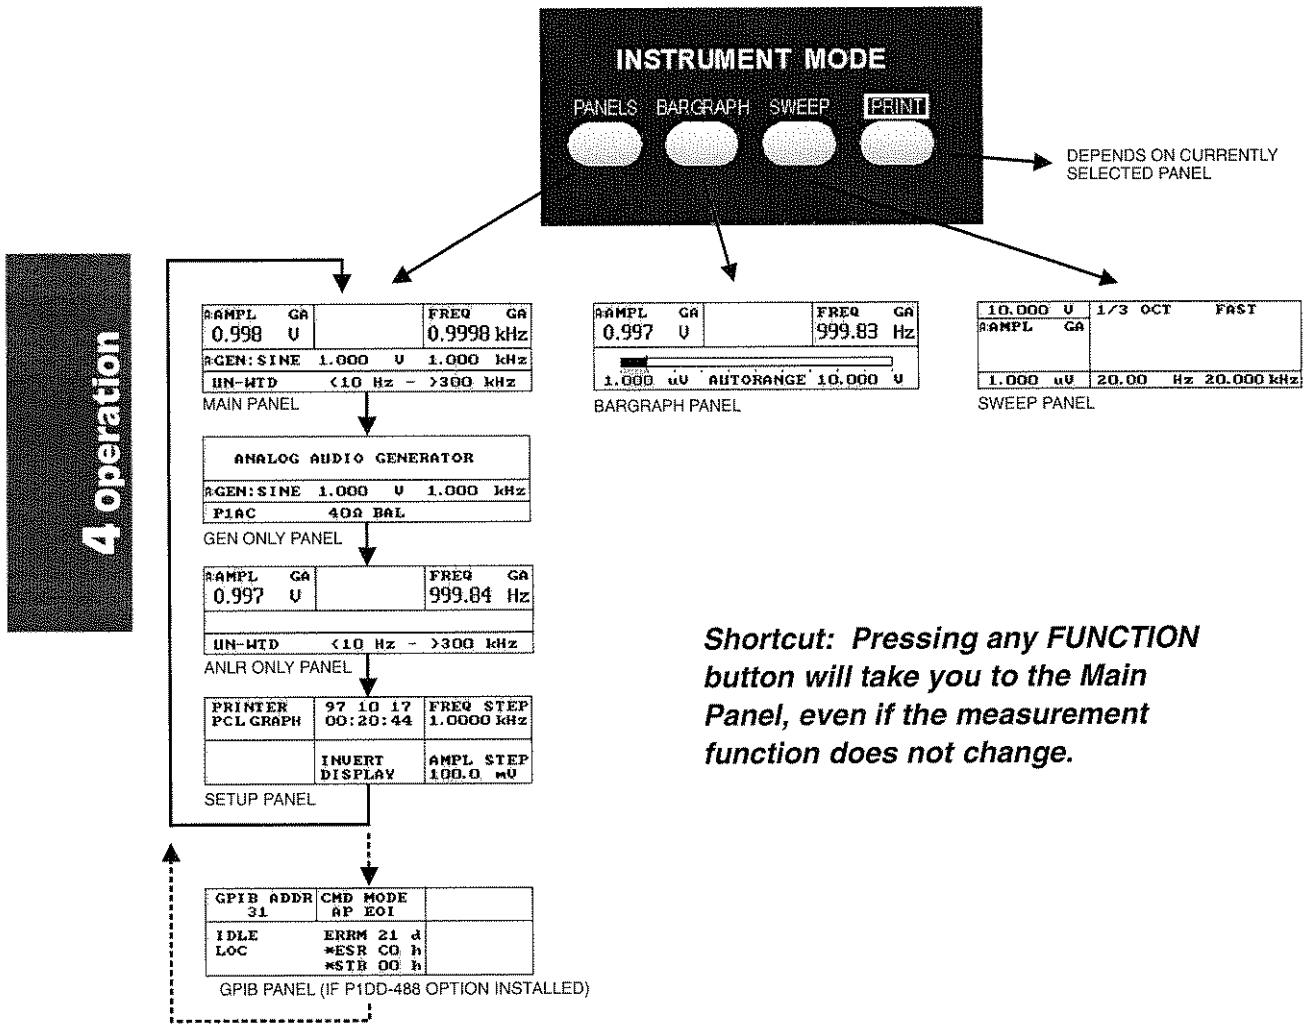 INSTRUMENT MODE
PANELS BARGRAPH SWEEP PRINT
DEPENDS ON CURRENTLY
SELECTED PANEL
4 operation
AMPL GA FREQ GA
0.998 V 0.9998 kHz
GEN:SINE 1.000 V 1.000 kHz
UN-WTD <10 Hz - >300 kHz
MAIN PANEL
AMPL GA FREQ GA
0.997 V 999.83 Hz
1.000 uV AUTORANGE 10.000 V
BARGRAPH PANEL
10.000 V 1/3 OCT FAST
AMPL GA
1.000 uV 20.00 Hz 20.000 kHz
SWEEP PANEL
ANALOG AUDIO GENERATOR
GEN:SINE 1.000 V 1.000 kHz
P1AC 40Ω BAL
GEN ONLY PANEL
AMPL GA FREQ GA
0.997 V 999.84 Hz
UN-WTD <10 Hz - >300 kHz
ANLR ONLY PANEL
PRINTER 97 10 17 FREQ STEP
PCL GRAPH 00:20:44 1.0000 kHz
INVERT AMPL STEP
DISPLAY 100.0 mV
SETUP PANEL
Shortcut: Pressing any FUNCTION
button will take you to the Main
Panel, even if the measurement
function does not change.
GPIB ADDR CMD MODE
31 AP EOI
IDLE ERRM 21 d
LOC *ESR C0 h
*STB 00 h
GPIB PANEL (IF P1DD-488 OPTION INSTALLED)